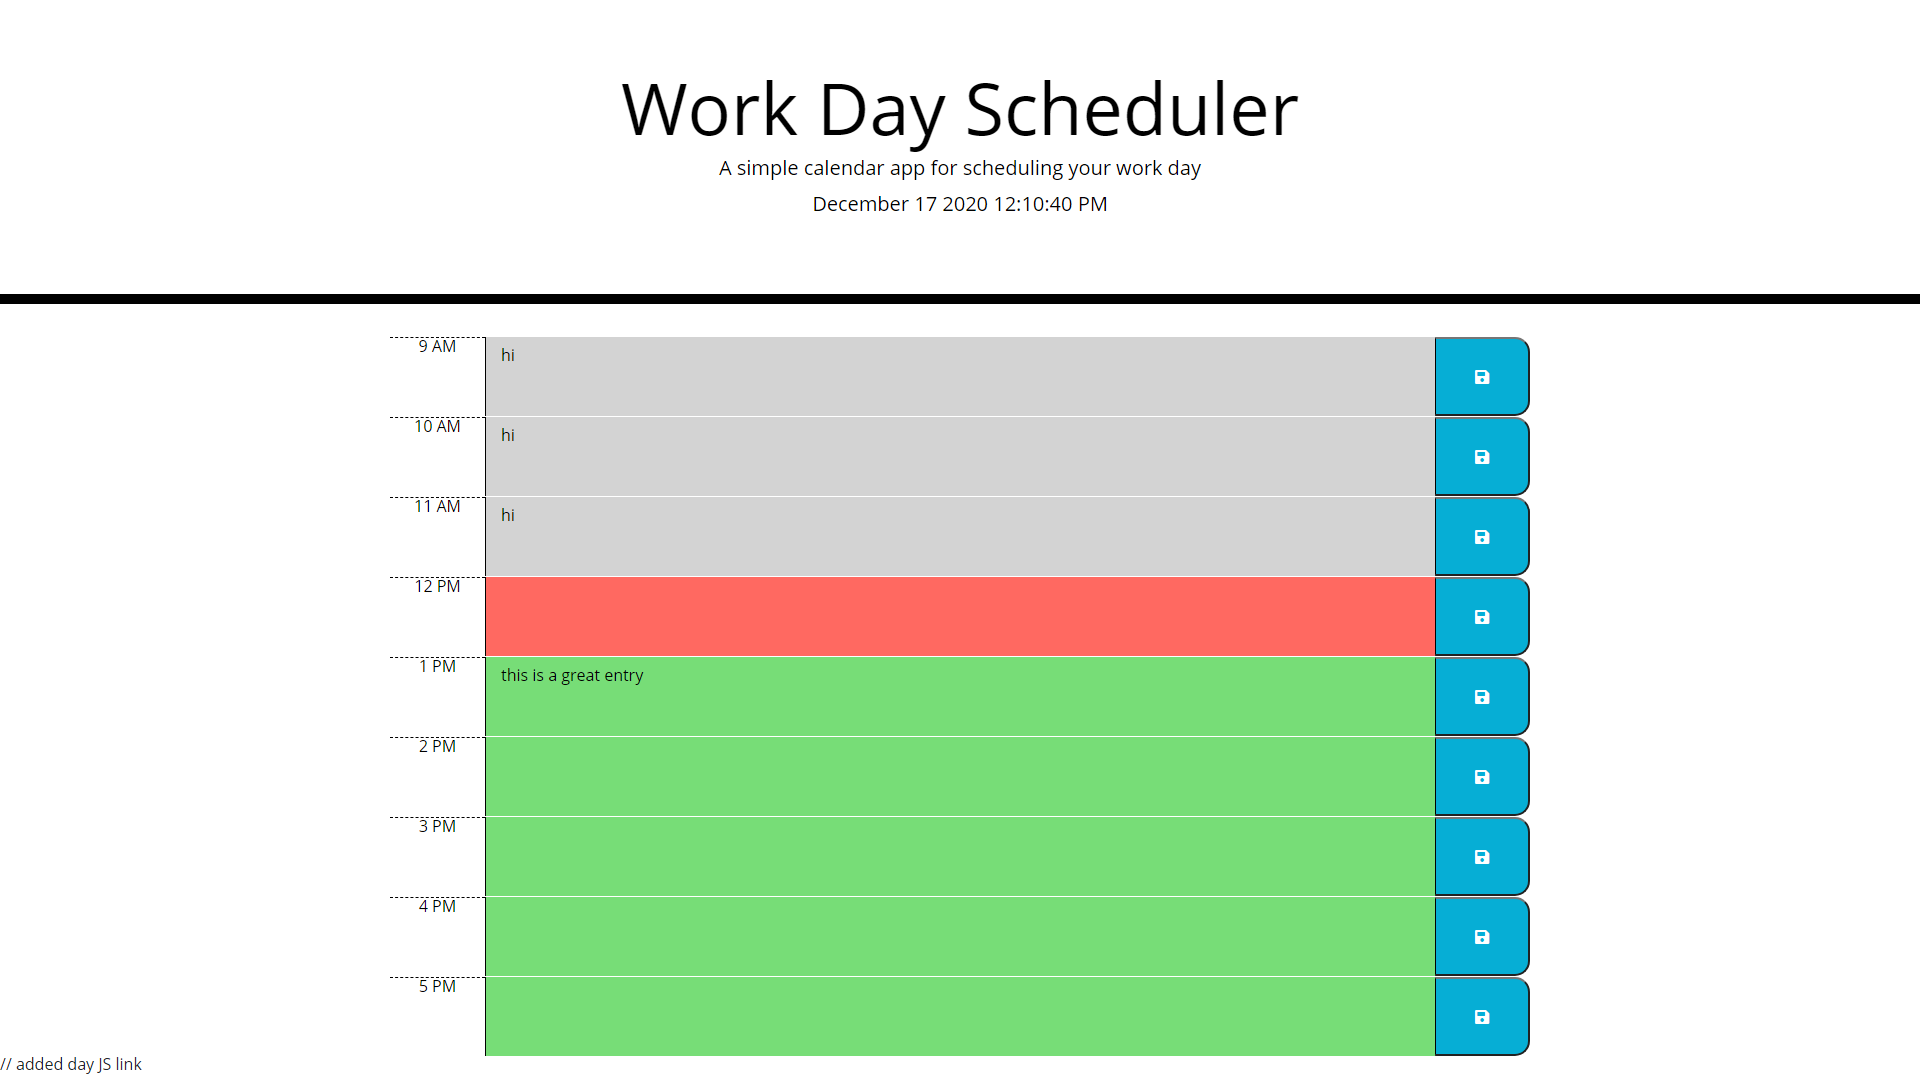 Work Day Scheduler
A simple calendar app for scheduling your work day
December 17 2020 12:10:40 PM
9 AM
hi
10 AM
hi
11 AM
hi
12 PM
1 PM
this is a great entry
2 PM
3 PM
4 PM
5 PM
// added day JS link